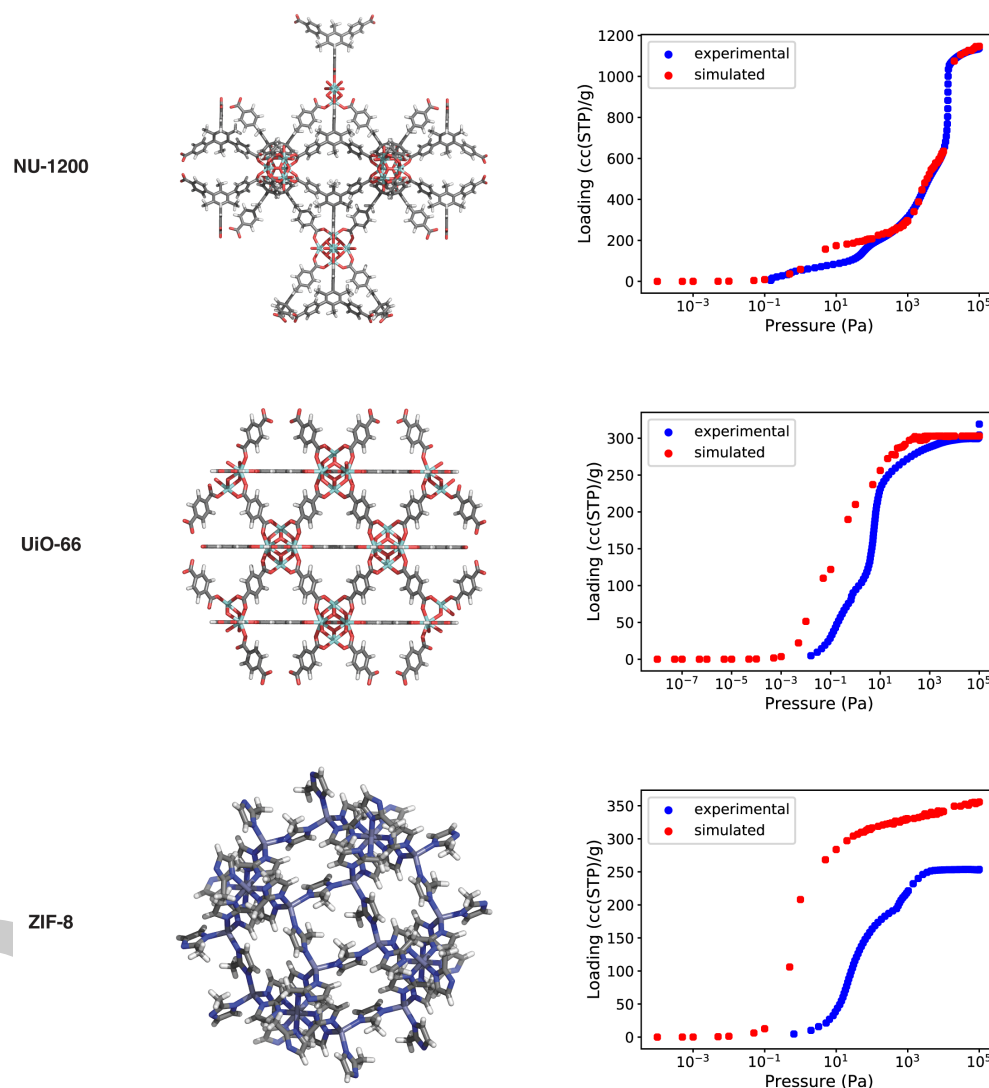 NU-1200
1200
1000
800
600
400
200
0
Loading (cc(STP)/g)
experimental
simulated
10⁻³ 10⁻¹ 10¹ 10³ 10⁵
Pressure (Pa)
UiO-66
300
250
200
150
100
50
0
Loading (cc(STP)/g)
experimental
simulated
10⁻⁷ 10⁻⁵ 10⁻³ 10⁻¹ 10¹ 10³ 10⁵
Pressure (Pa)
ZIF-8
350
300
250
200
150
100
50
0
Loading (cc(STP)/g)
experimental
simulated
10⁻³ 10⁻¹ 10¹ 10³ 10⁵
Pressure (Pa)